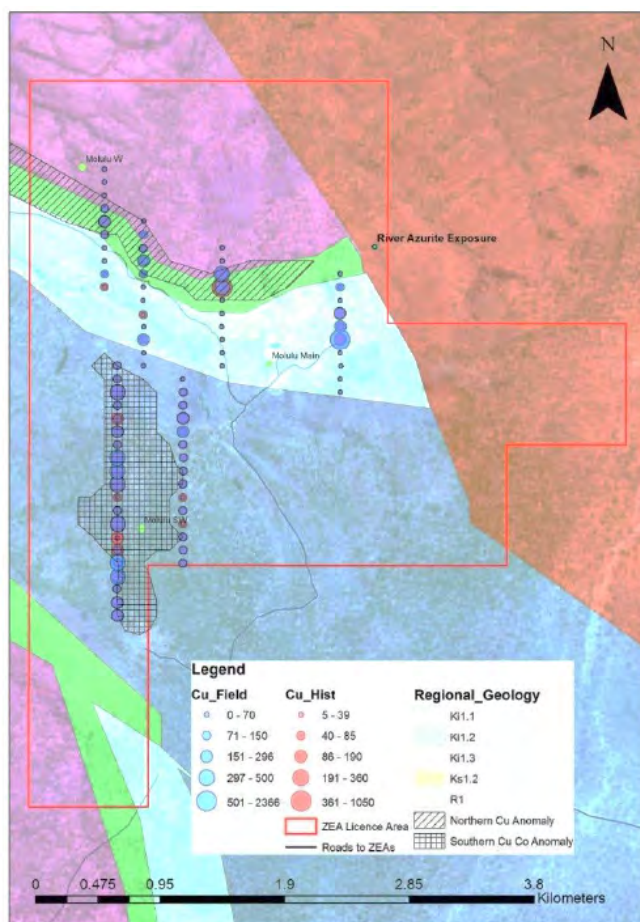 N
Molulu W
River Azurite Exposure
Molulu Main
Molulu SW
Legend
Cu_Field
0 - 70
71 - 150
151 - 296
297 - 500
501 - 2366
Cu_Hist
5 - 39
40 - 85
86 - 190
191 - 360
361 - 1050
ZEA Licence Area
Roads to ZEAs
Regional_Geology
Ki1.1
Ki1.2
Ki1.3
Ks1.2
R1
Northern Cu Anomaly
Southern Cu Co Anomaly
0 0.475 0.95 1.9 2.85 3.8
Kilometers